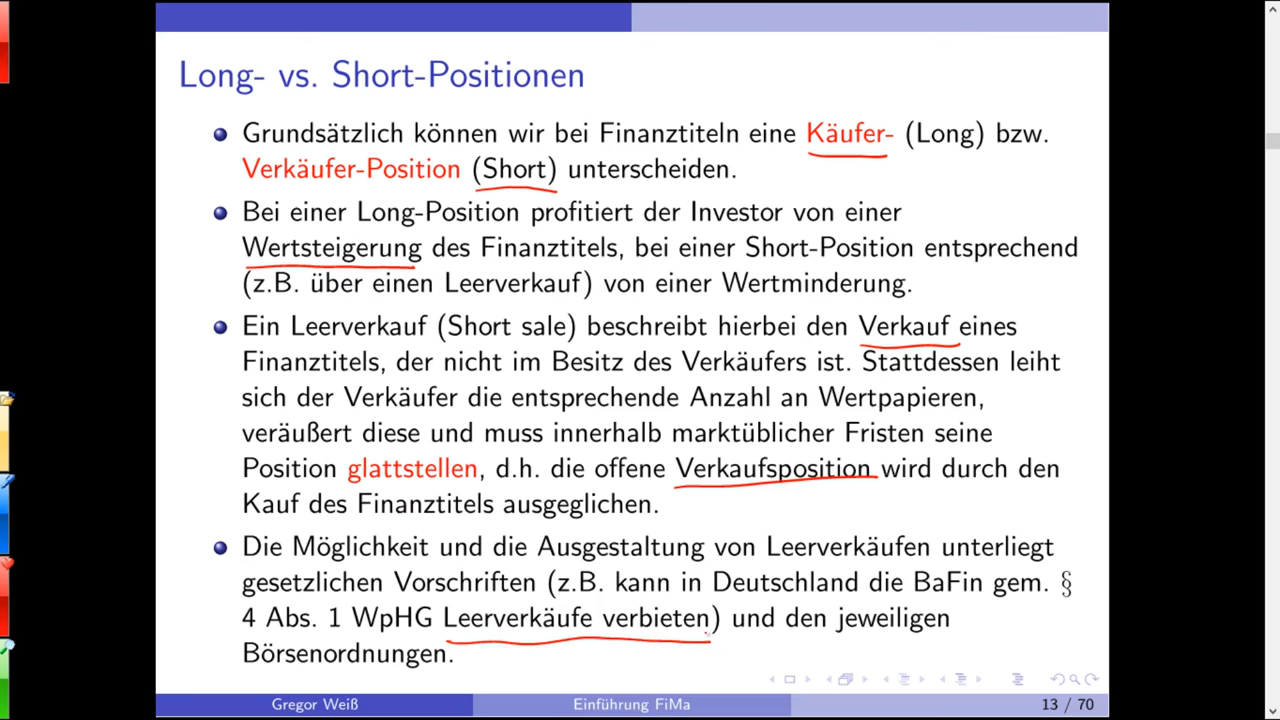 Long- vs. Short-Positionen
Grundsätzlich können wir bei Finanztiteln eine Käufer- (Long) bzw.
Verkäufer-Position (Short) unterscheiden.
Bei einer Long-Position profitiert der Investor von einer
Wertsteigerung des Finanztitels, bei einer Short-Position entsprechend
(z.B. über einen Leerverkauf) von einer Wertminderung.
Ein Leerverkauf (Short sale) beschreibt hierbei den Verkauf eines
Finanztitels, der nicht im Besitz des Verkäufers ist. Stattdessen leiht
sich der Verkäufer die entsprechende Anzahl an Wertpapieren,
veräußert diese und muss innerhalb marktüblicher Fristen seine
Position glattstellen, d.h. die offene Verkaufsposition wird durch den
Kauf des Finanztitels ausgeglichen.
Die Möglichkeit und die Ausgestaltung von Leerverkäufen unterliegt
gesetzlichen Vorschriften (z.B. kann in Deutschland die BaFin gem. §
4 Abs. 1 WpHG Leerverkäufe verbieten) und den jeweiligen
Börsenordnungen.
Gregor Weiß Einführung FiMa 13 / 70